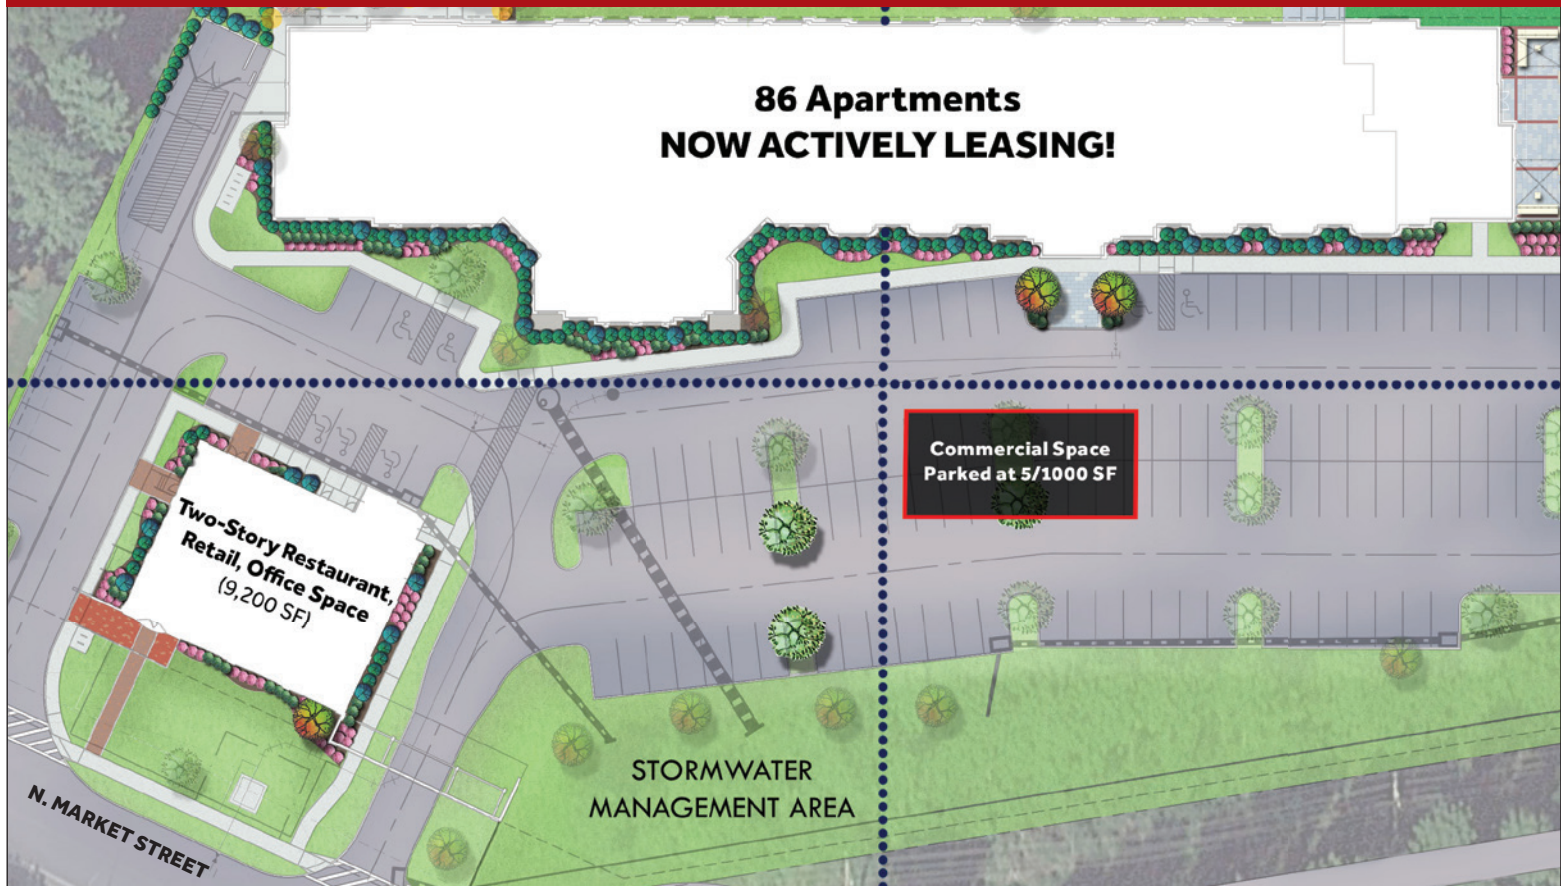 86 Apartments
NOW ACTIVELY LEASING!
Commercial Space
Parked at 5/1000 SF
Two-Story Restaurant,
Retail, Office Space
(9,200 SF)
STORMWATER
MANAGEMENT AREA
N. MARKET STREET